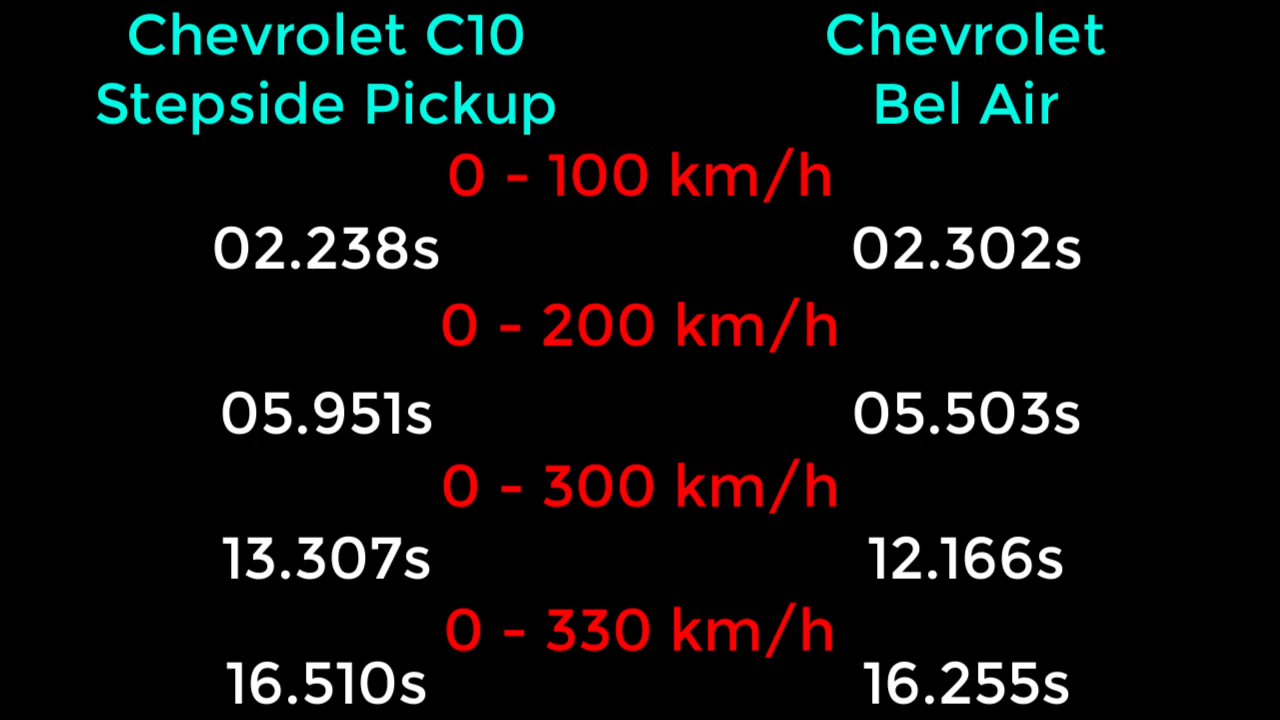 Chevrolet C10
Stepside Pickup
Chevrolet
Bel Air
0 - 100 km/h
02.238s
02.302s
0 - 200 km/h
05.951s
05.503s
0 - 300 km/h
13.307s
12.166s
0 - 330 km/h
16.510s
16.255s